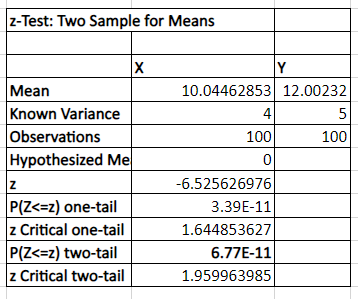 z-Test: Two Sample for Means
X Y
Mean 10.04462853 12.00232
Known Variance 4 5
Observations 100 100
Hypothesized Me 0
z -6.525626976
P(Z<=z) one-tail 3.39E-11
z Critical one-tail 1.644853627
P(Z<=z) two-tail 6.77E-11
z Critical two-tail 1.959963985